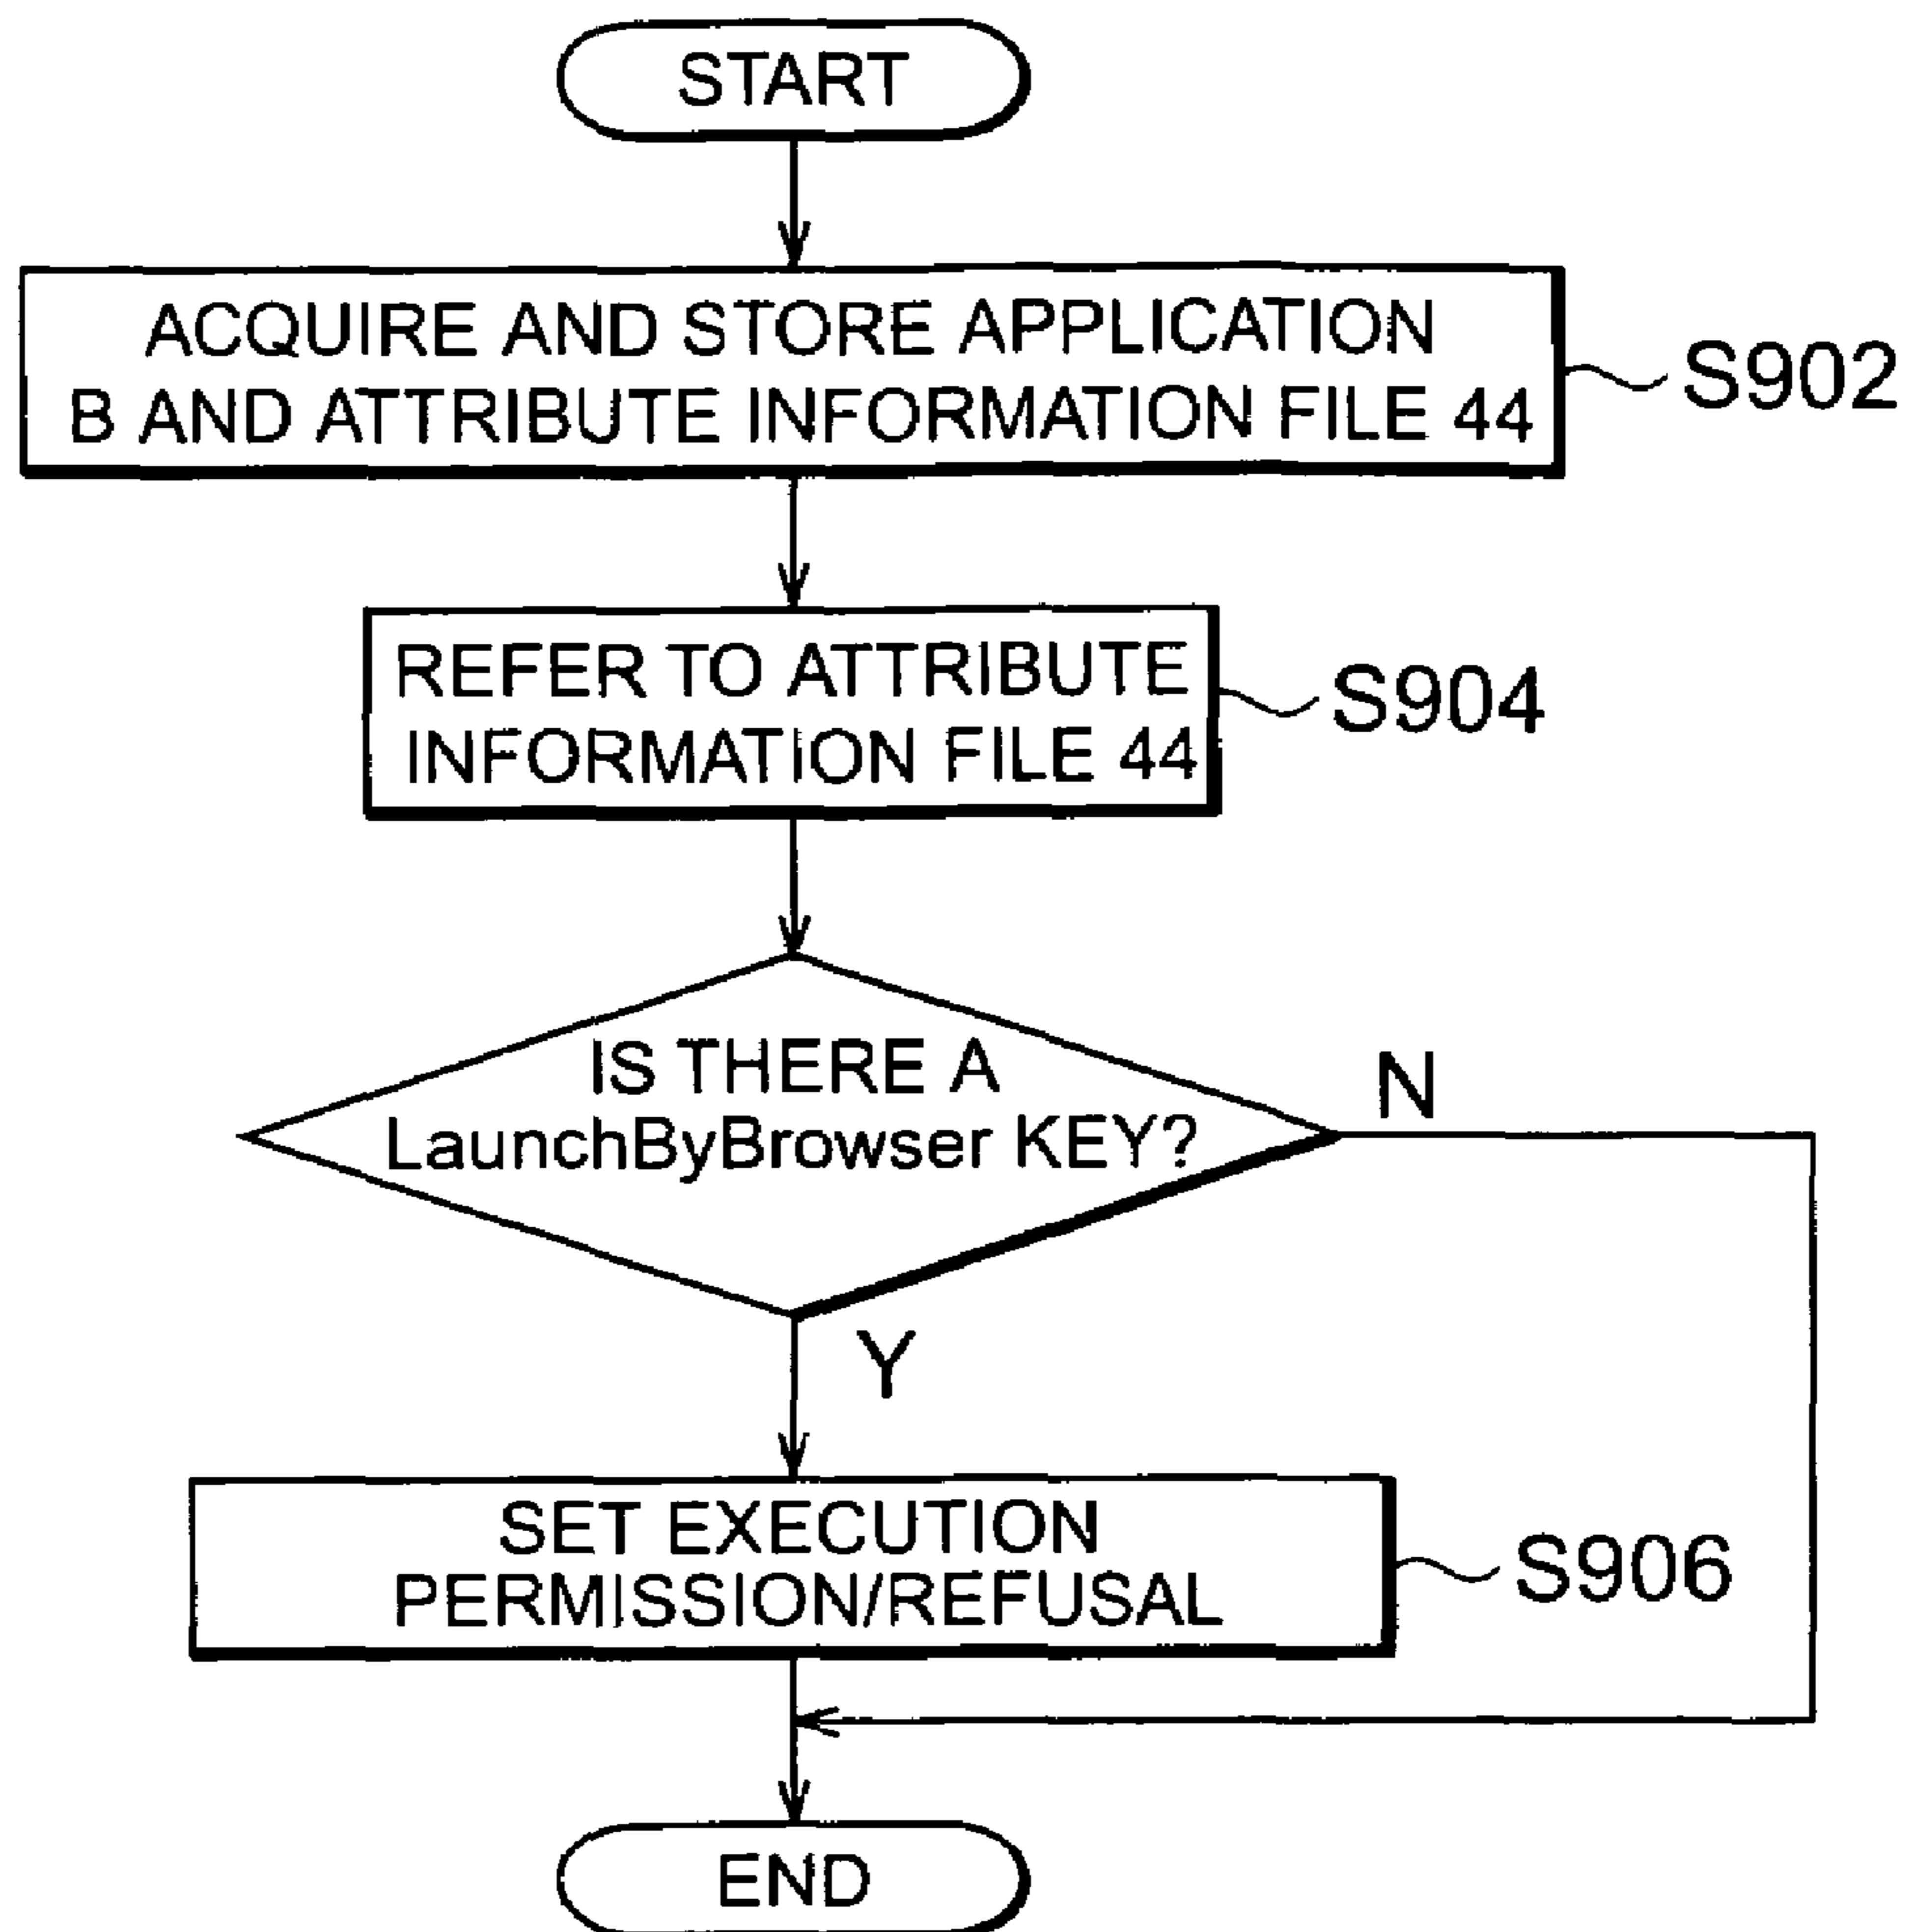 START
ACQUIRE AND STORE APPLICATION
B AND ATTRIBUTE INFORMATION FILE 44
S902
REFER TO ATTRIBUTE
INFORMATION FILE 44
S904
IS THERE A
LaunchByBrowser KEY?
N
Y
SET EXECUTION
PERMISSION/REFUSAL
S906
END